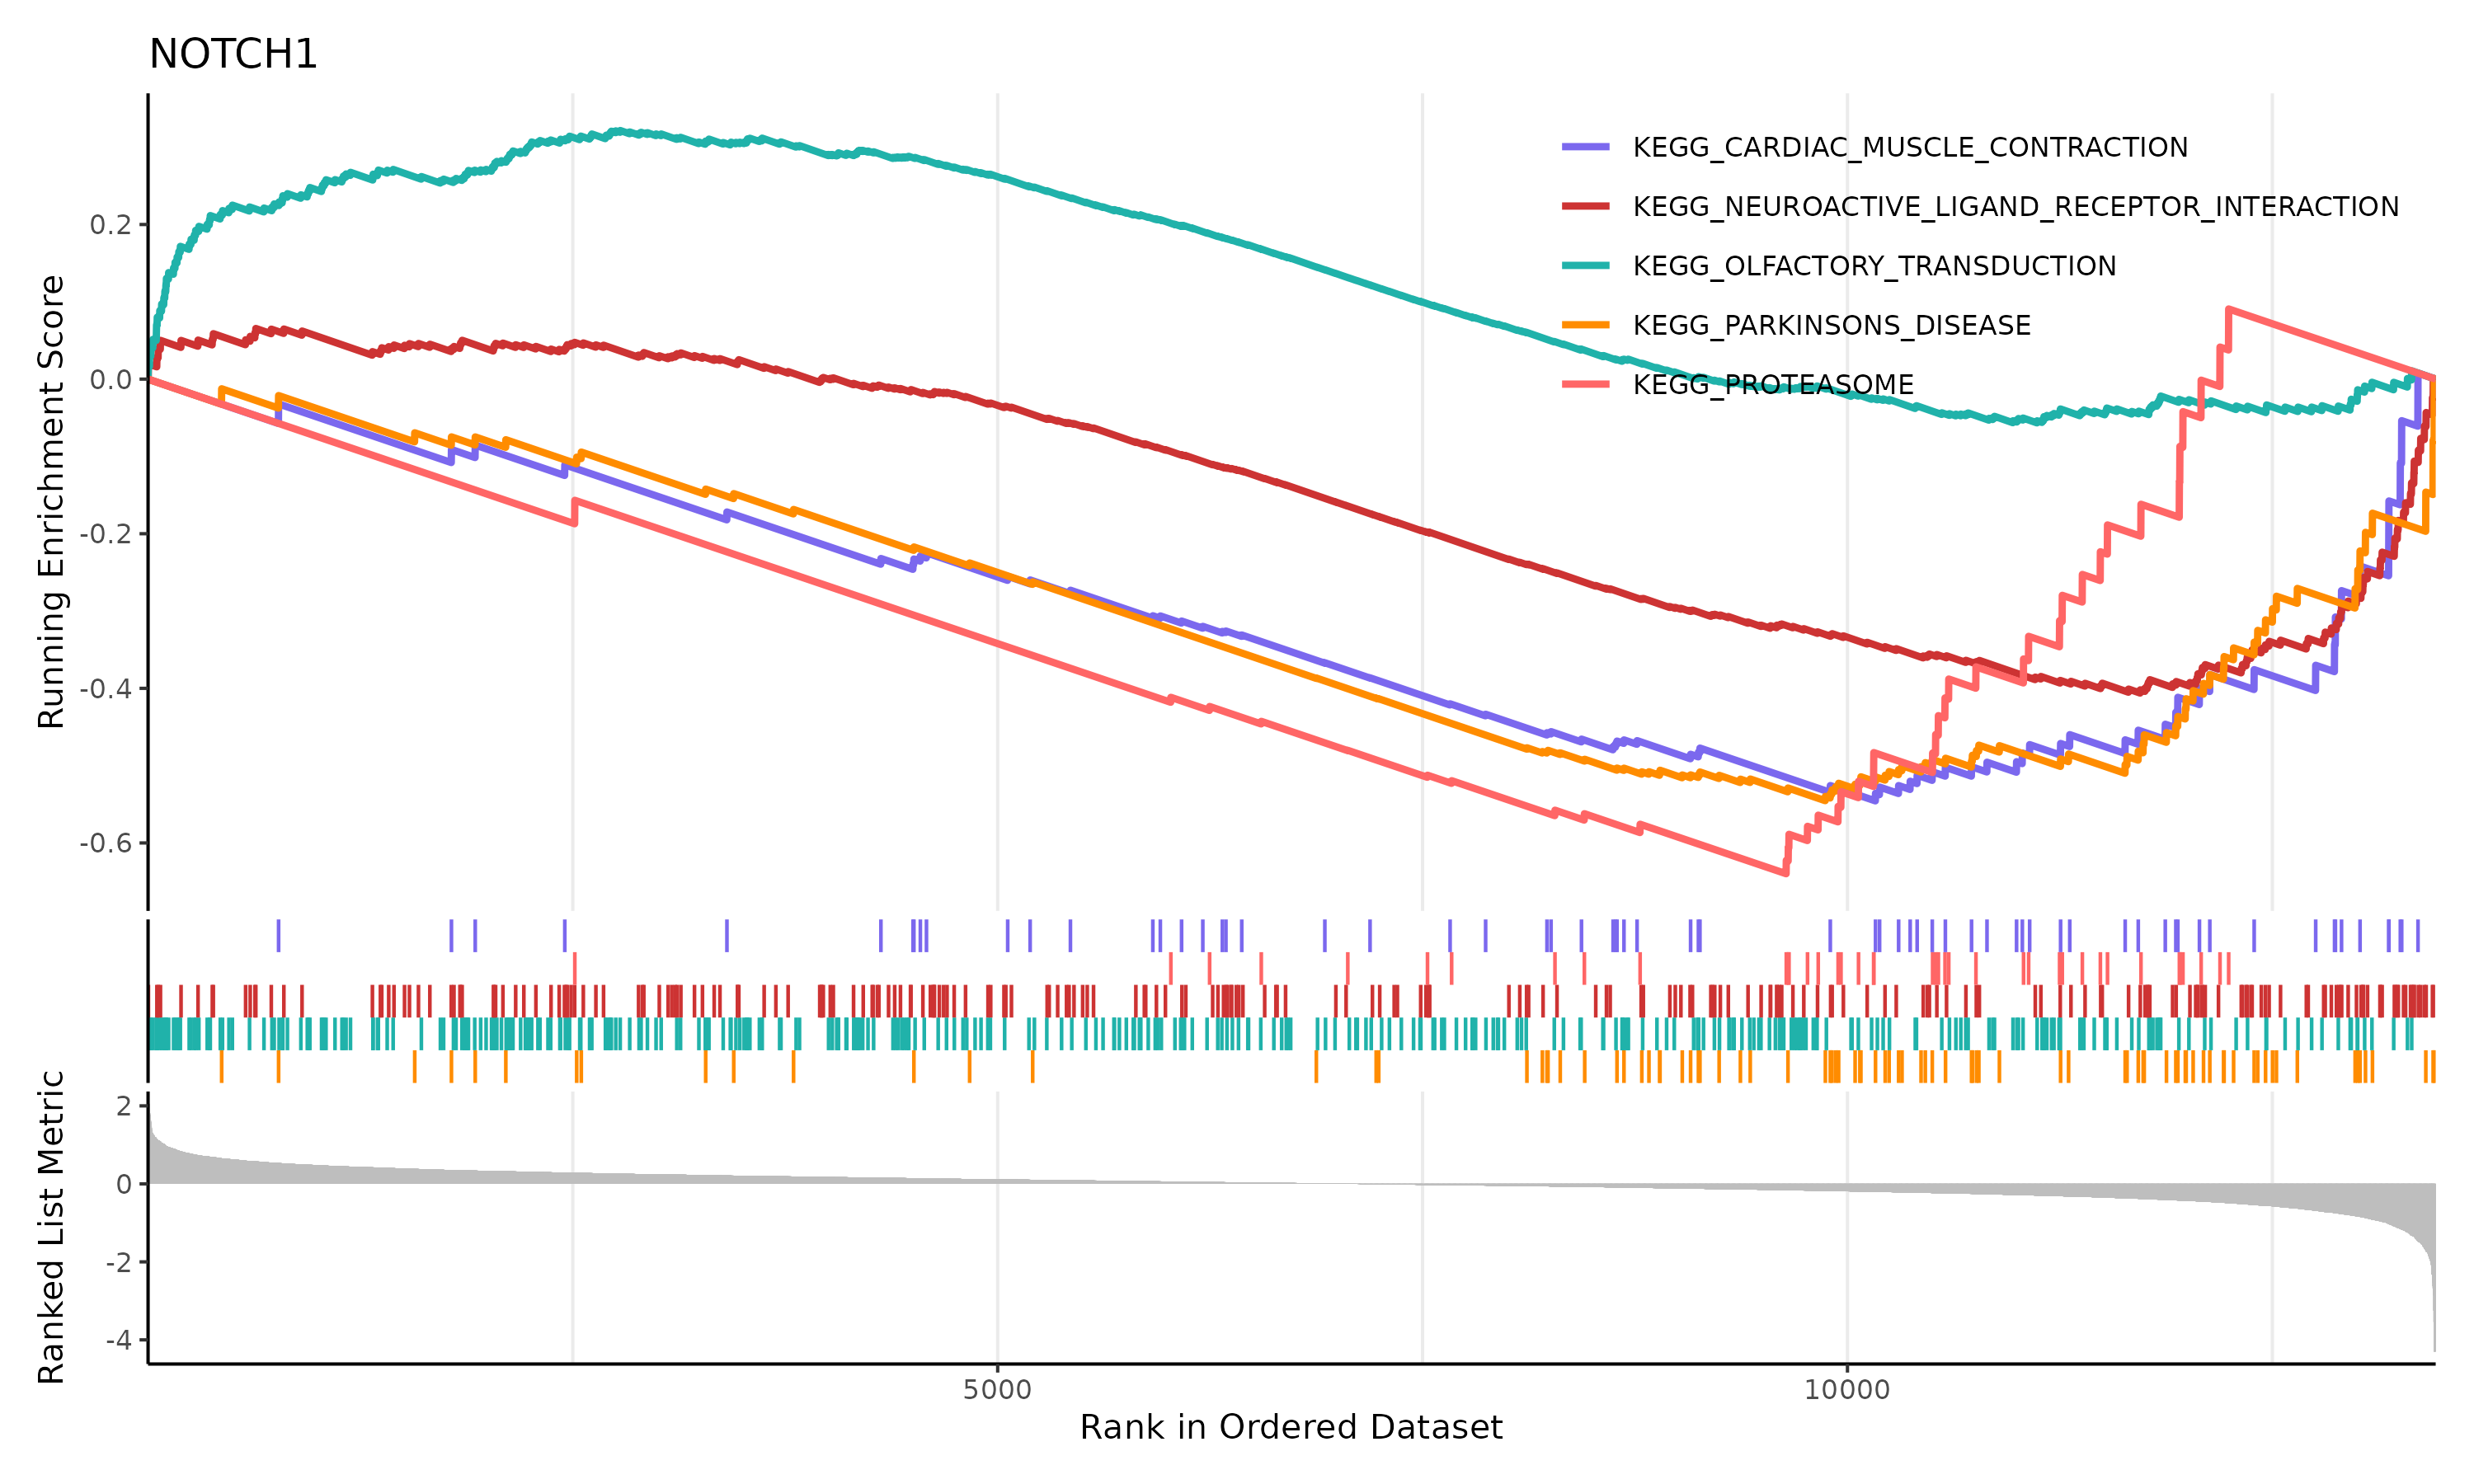 NOTCH1
KEGG_CARDIAC_MUSCLE_CONTRACTION
KEGG_NEUROACTIVE_LIGAND_RECEPTOR_INTERACTION
KEGG_OLFACTORY_TRANSDUCTION
KEGG_PARKINSONS_DISEASE
KEGG_PROTEASOME
Running Enrichment Score
0.2
0.0
-0.2
-0.4
-0.6
Ranked List Metric
2
0
-2
-4
5000
10000
Rank in Ordered Dataset